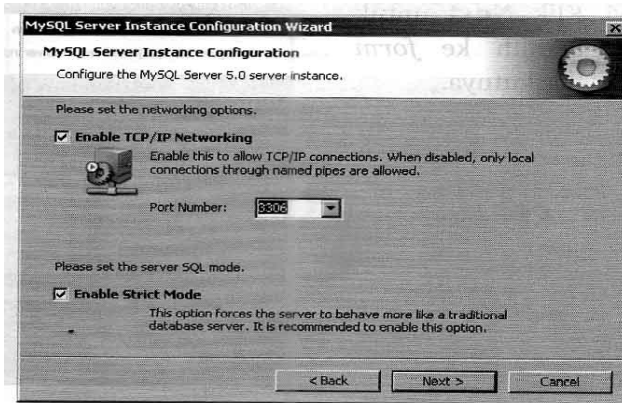 MySQL Server Instance Configuration Wizard
MySQL Server Instance Configuration
Configure the MySQL Server 5.0 server instance.
Please set the networking options.
Enable TCP/IP Networking
Enable this to allow TCP/IP connections. When disabled, only local
connections through named pipes are allowed.
Port Number: 3306
Please set the server SQL mode.
Enable Strict Mode
This option forces the server to behave more like a traditional
database server. It is recommended to enable this option.
< Back Next > Cancel